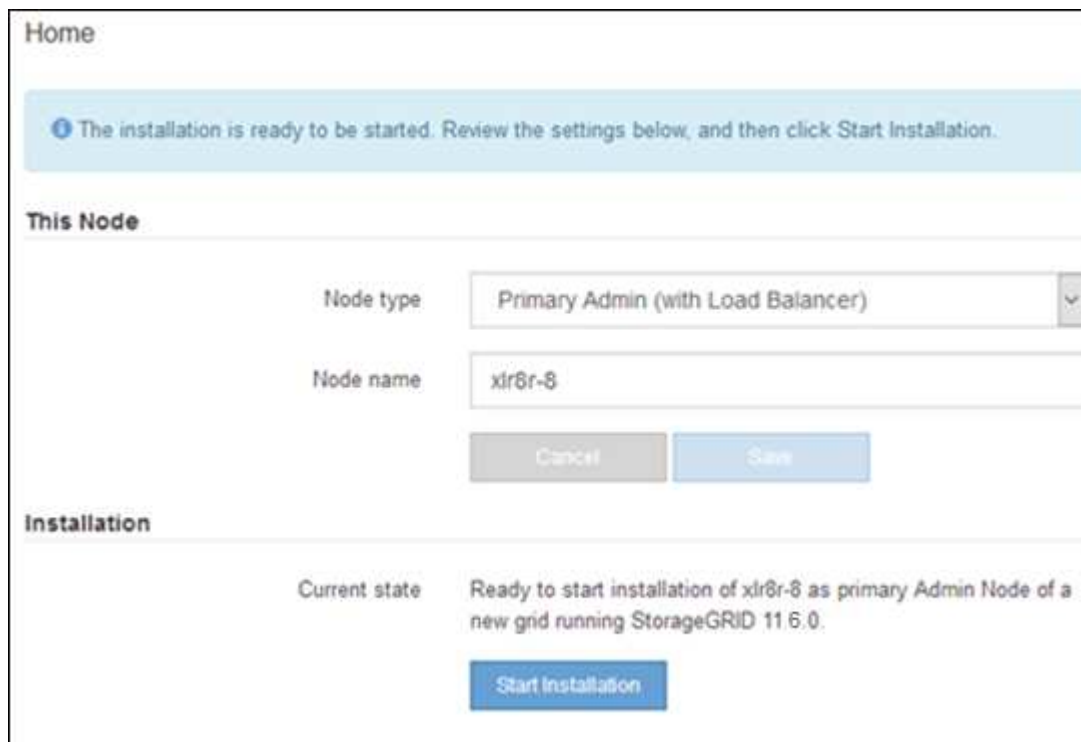 Home
The installation is ready to be started. Review the settings below, and then click Start Installation.
This Node
Node type
Primary Admin (with Load Balancer)
Node name
xlr8r-8
Cancel
Save
Installation
Current state
Ready to start installation of xlr8r-8 as primary Admin Node of a
new grid running StorageGRID 11.6.0.
Start Installation